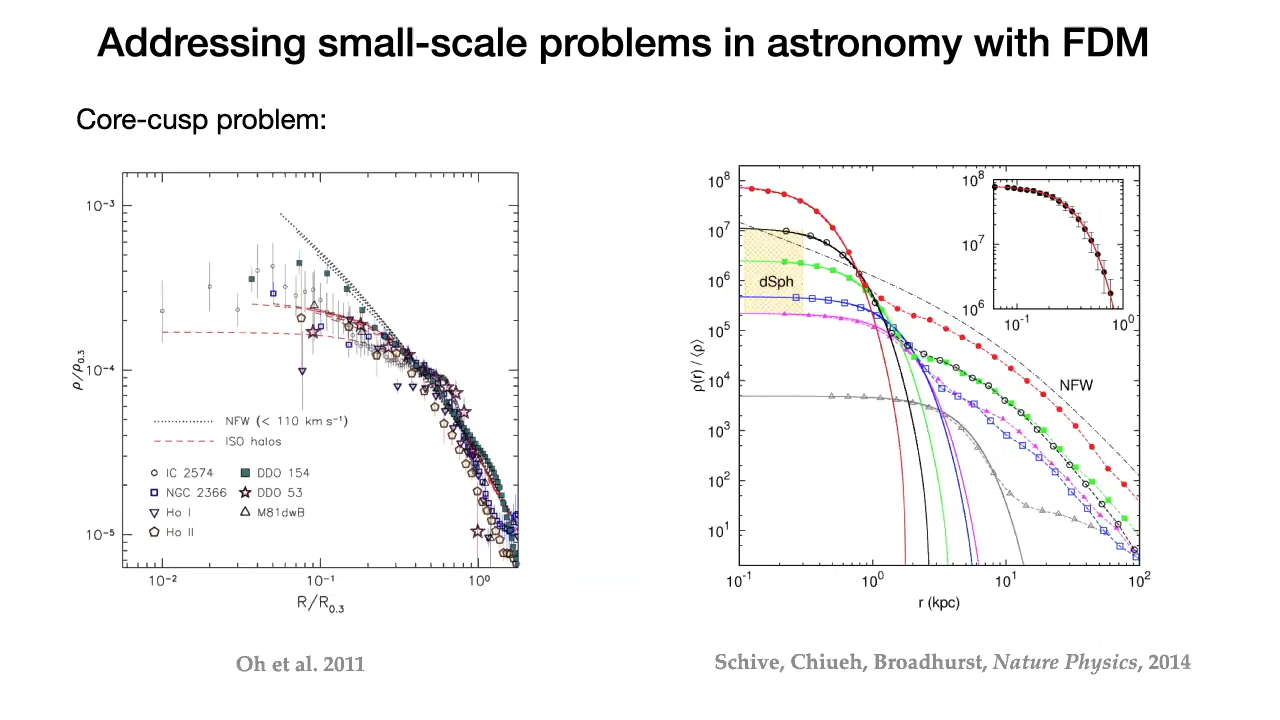 Addressing small-scale problems in astronomy with FDM
Core-cusp problem:
10⁻³
10⁻⁴
10⁻⁵
ρ/ρ0.3
NFW (< 110 km s⁻¹)
ISO halos
IC 2574
DDO 154
NGC 2366
DDO 53
Ho I
M81dwB
Ho II
10⁻²
10⁻¹
10⁰
R/R0.3
Oh et al. 2011
10⁸
10⁷
10⁶
10⁵
10⁴
10³
10²
10¹
ρ(r) / ⟨ρ⟩
dSph
NFW
10⁸
10⁷
10⁶
10⁻¹
10⁰
10⁻¹
10⁰
10¹
10²
r (kpc)
Schive, Chiueh, Broadhurst, Nature Physics, 2014